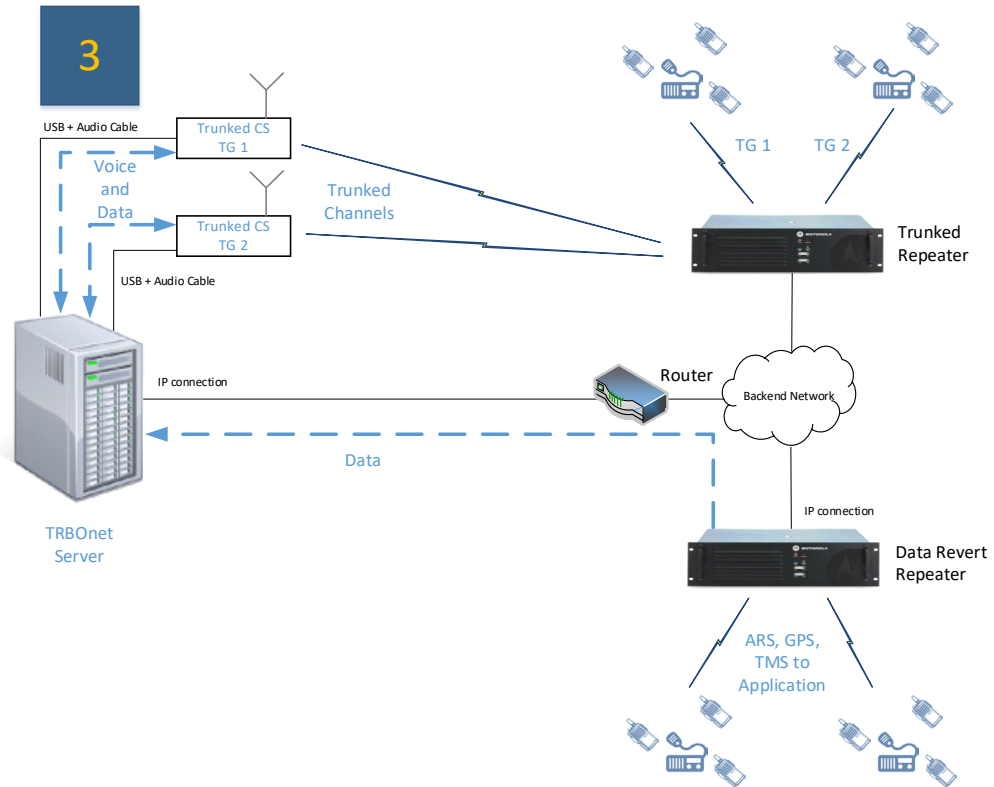 3
USB + Audio Cable
Trunked CS
TG 1
Voice
and
Data
Trunked CS
TG 2
USB + Audio Cable
Trunked
Channels
TG 1
TG 2
MOTOROLA
Trunked
Repeater
IP connection
Router
Backend Network
Data
TRBOnet
Server
IP connection
MOTOROLA
Data Revert
Repeater
ARS, GPS,
TMS to
Application